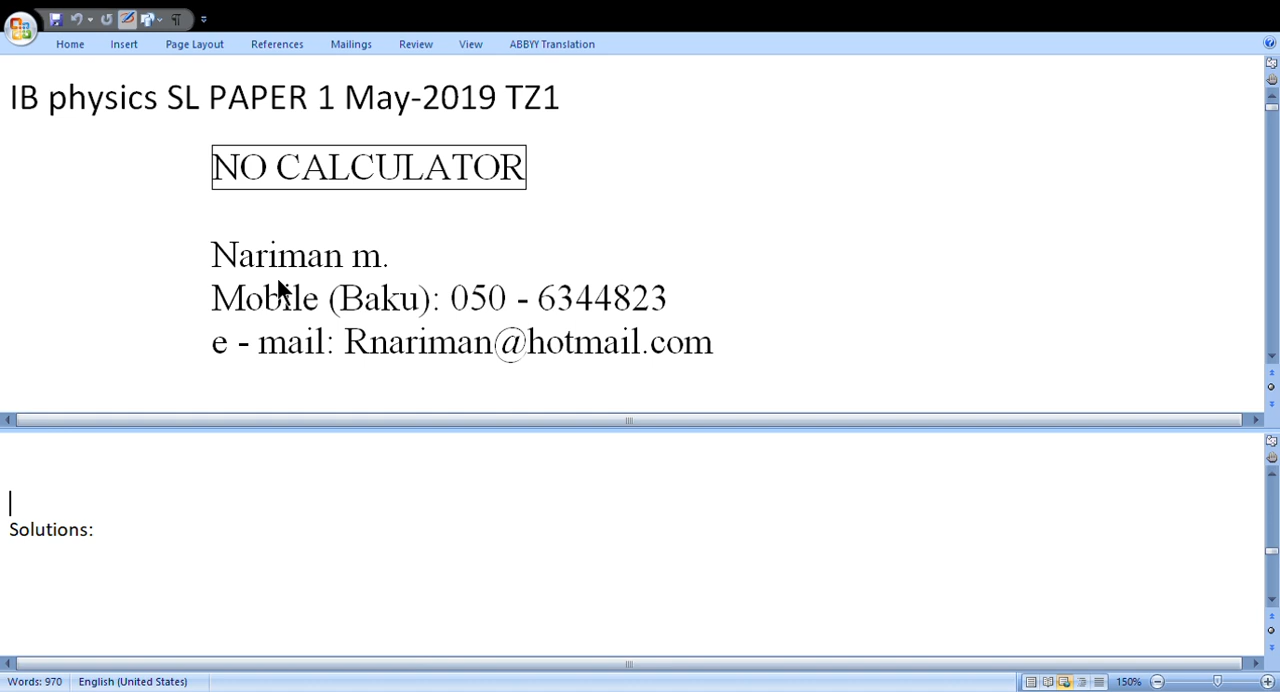 Home Insert Page Layout References Mailings Review View ABBYY Translation
IB physics SL PAPER 1 May-2019 TZ1
NO CALCULATOR
Nariman m.
Mobile (Baku): 050 - 6344823
e - mail: Rnariman@hotmail.com
Solutions:
Words: 970 English (United States) 150%